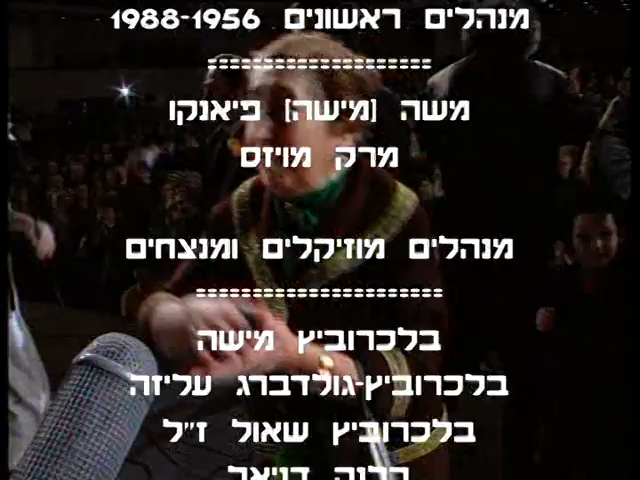 מנהלים ראשונים 1988-1956
====================
משה [מישה] פיאנקו
מרק מויזס
מנהלים מוזיקלים ומנצחים
======================
בלכרוביץ מישה
בלכרוביץ-גולדברג עליזה
בלכרוביץ שאול ז"ל
דניאל